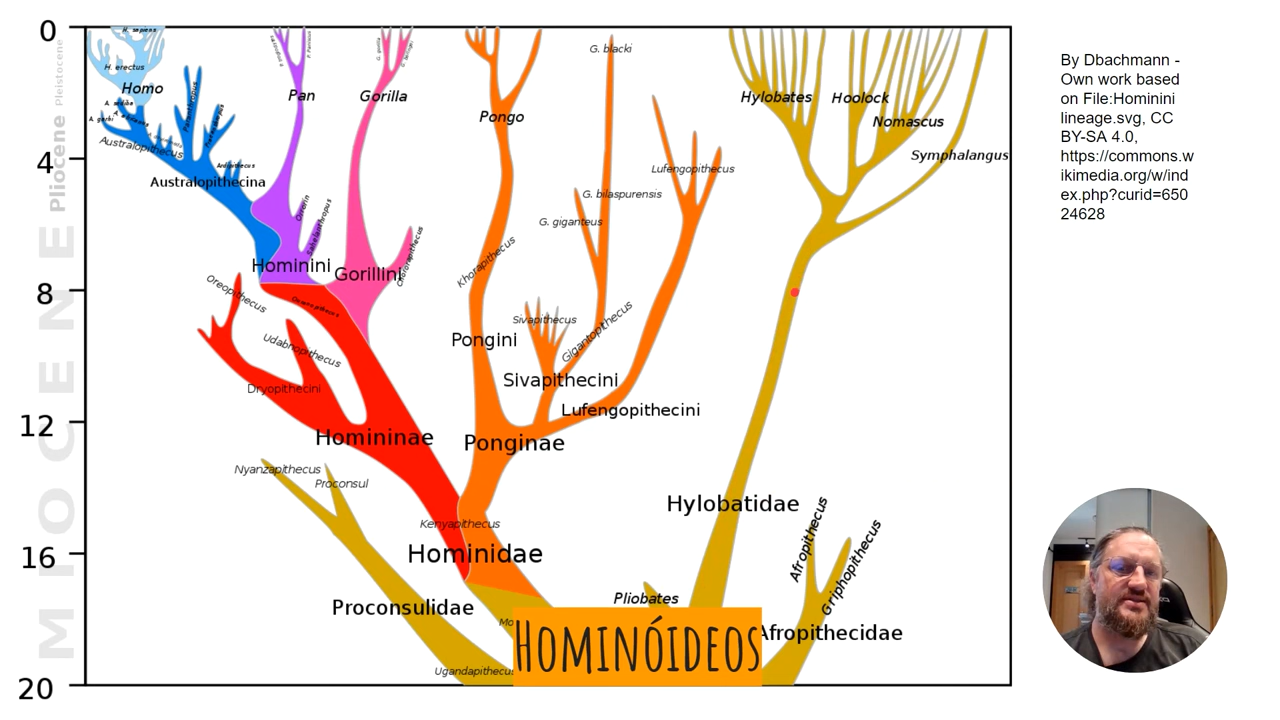 0
4
8
12
16
20
MIOCENE
Pliocene
Pleistocene
H. sapiens
H. erectus
Homo
Australopithecus
Ardipithecus
Australopithecina
Pan
Gorilla
Orrorin
Sahelanthropus
Hominini
Gorillini
Chororapithecus
Oreopithecus
Udabnopithecus
Dryopithecini
Homininae
Nyanzapithecus
Proconsul
Kenyapithecus
Hominidae
Proconsulidae
Ugandapithecus
Pongo
Khorapithecus
Pongini
Sivapithecus
Gigantopithecus
Sivapithecini
Lufengopithecini
Ponginae
G. blacki
G. bilaspurensis
G. giganteus
Lufengopithecus
Hylobates
Hoolock
Nomascus
Symphalangus
Hylobatidae
Pliobates
Afropithecus
Griphopithecus
Afropithecidae
Hominóideos
By Dbachmann -
Own work based
on File:Hominini
lineage.svg, CC
BY-SA 4.0,
https://commons.w
ikimedia.org/w/ind
ex.php?curid=650
24628